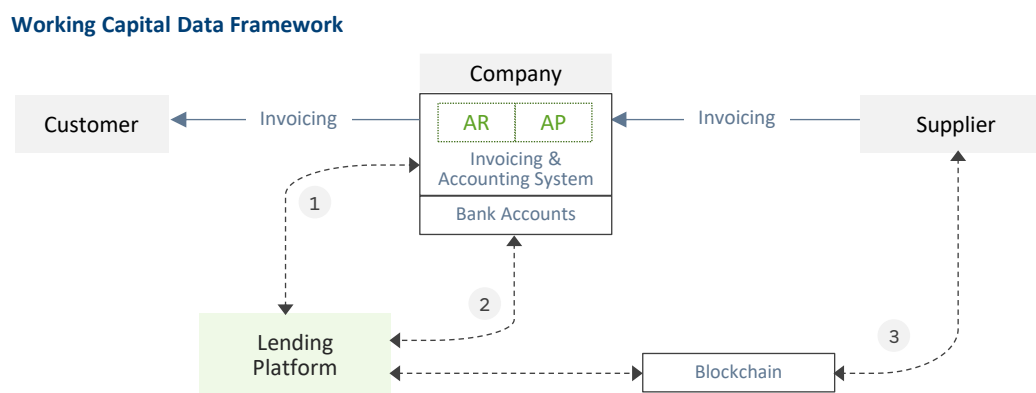 Working Capital Data Framework
Company
Customer
Invoicing
AR
AP
Invoicing
Supplier
Invoicing &
Accounting System
Bank Accounts
1
2
3
Lending
Platform
Blockchain